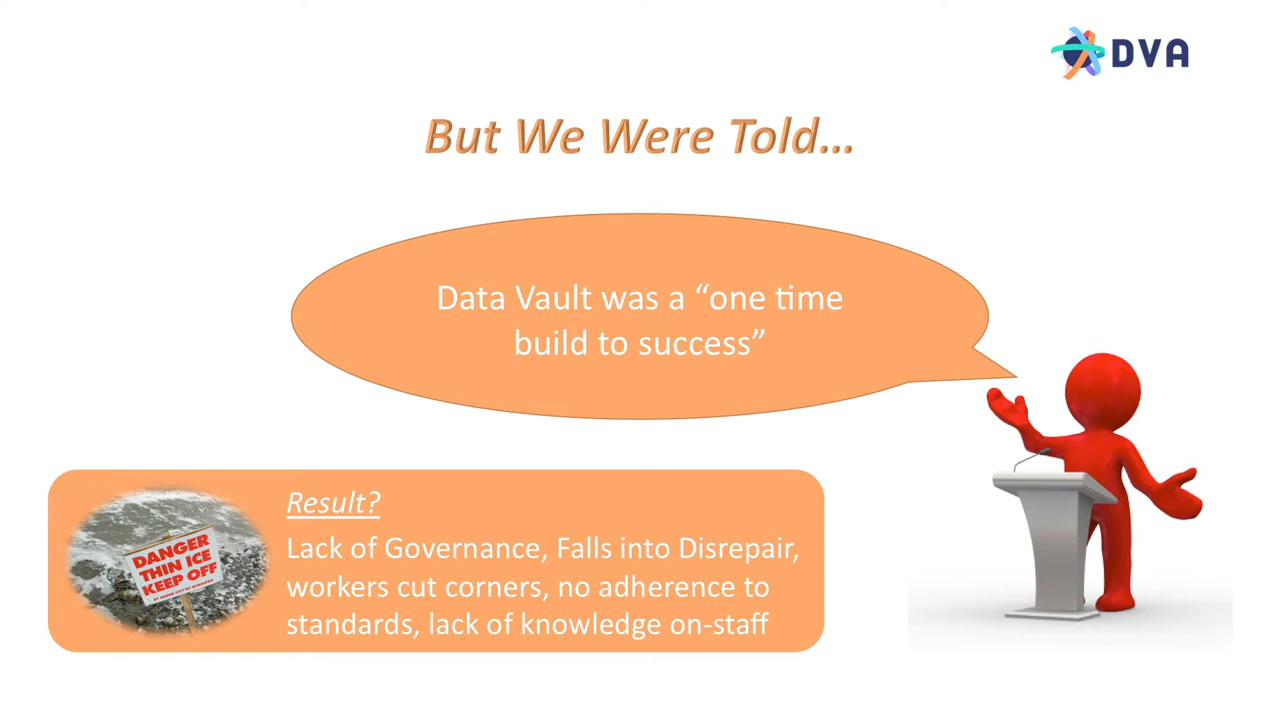 DVA
But We Were Told...
Data Vault was a “one time
build to success”
Result?
Lack of Governance, Falls into Disrepair,
workers cut corners, no adherence to
standards, lack of knowledge on-staff
DANGER
THIN ICE
KEEP OFF